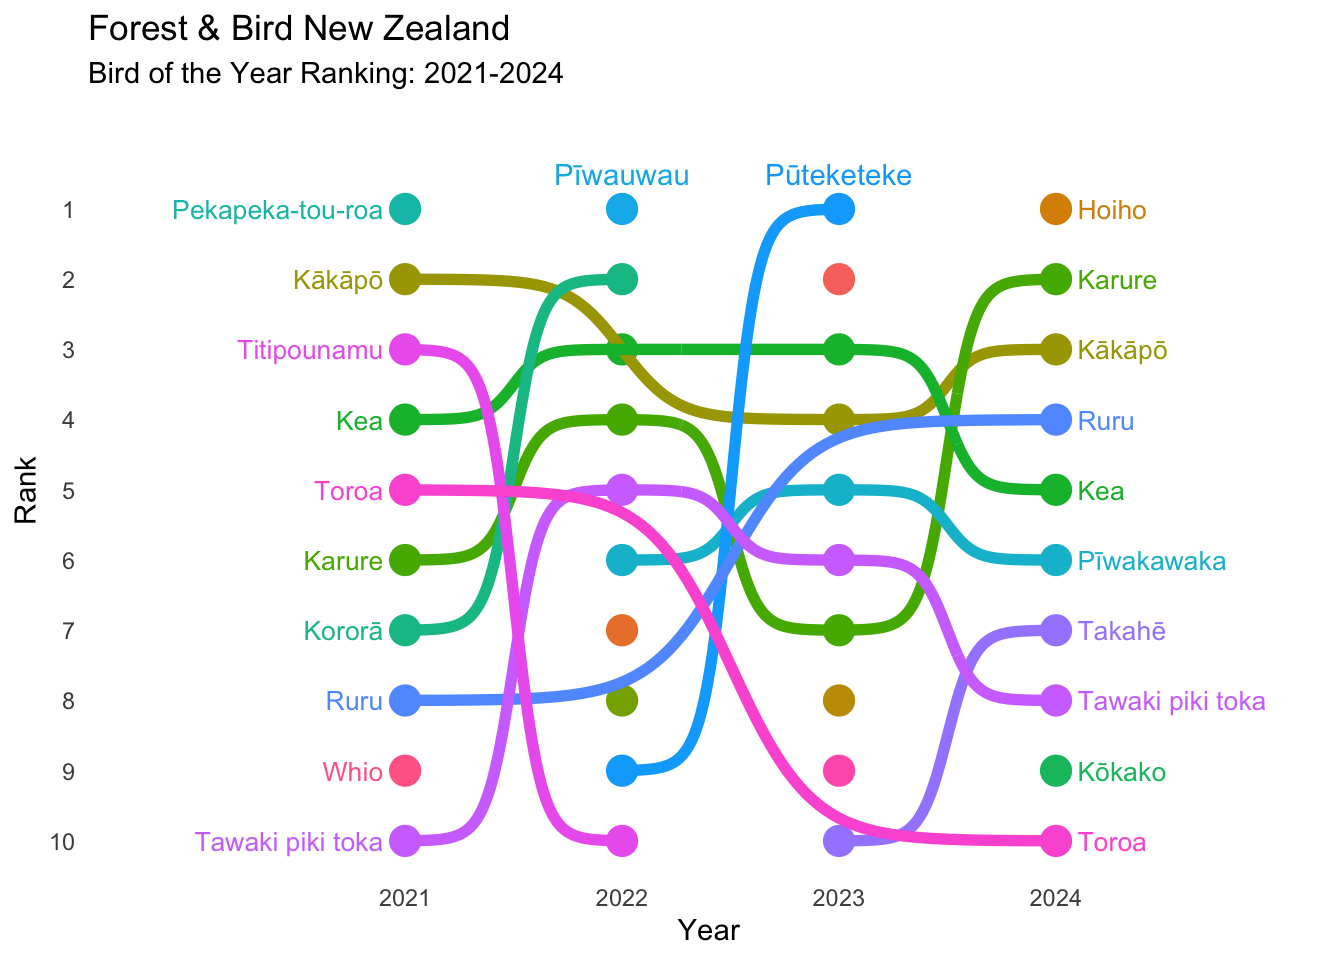 Forest & Bird New Zealand
Bird of the Year Ranking: 2021-2024
Pīwauwau
Pūteketeke
1
Pekapeka-tou-roa
Hoiho
2
Kākāpō
Karure
3
Titipounamu
Kākāpō
4
Kea
Ruru
5
Toroa
Kea
6
Karure
Pīwakawaka
7
Kororā
Takahē
8
Ruru
Tawaki piki toka
9
Whio
Kōkako
10
Tawaki piki toka
Toroa
Rank
2021
2022
2023
2024
Year